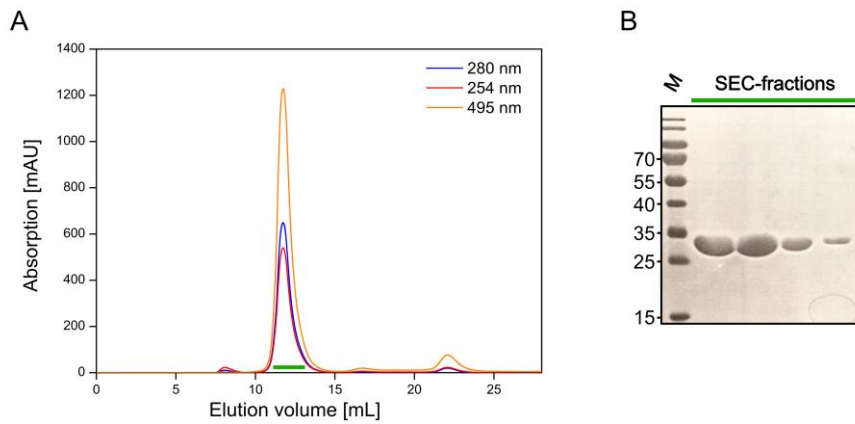 A
1400
1200
1000
800
600
400
200
0
0 5 10 15 20 25
Absorption [mAU]
Elution volume [mL]
280 nm
254 nm
495 nm
B
M SEC-fractions
70
55
40
35
25
15